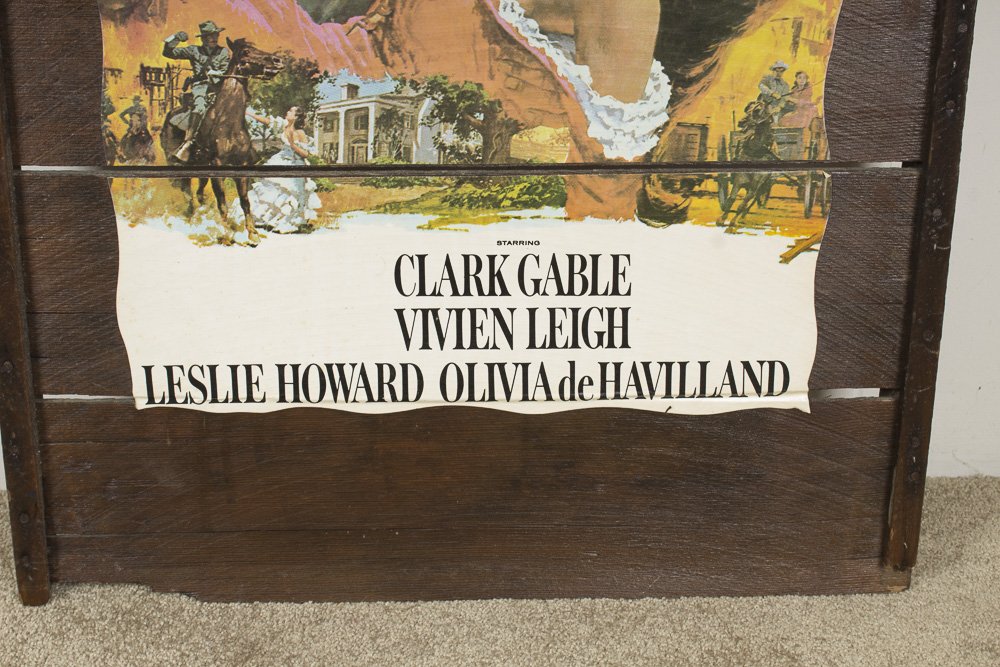 STARRING
CLARK GABLE
VIVIEN LEIGH
LESLIE HOWARD OLIVIA de HAVILLAND